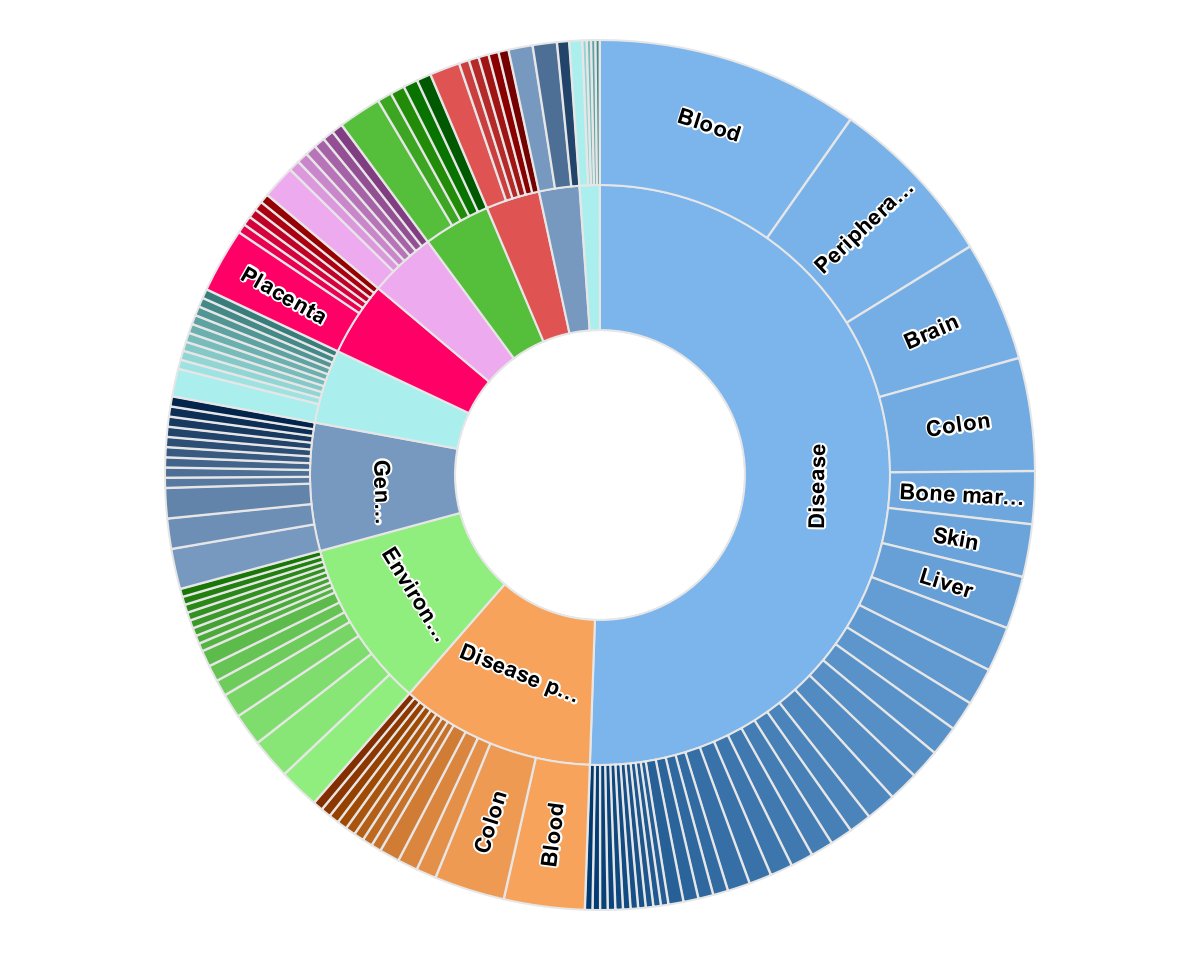 Blood
Periphera...
Brain
Colon
Bone mar...
Skin
Liver
Disease
Disease p...
Colon
Blood
Environ...
Gen...
Placenta